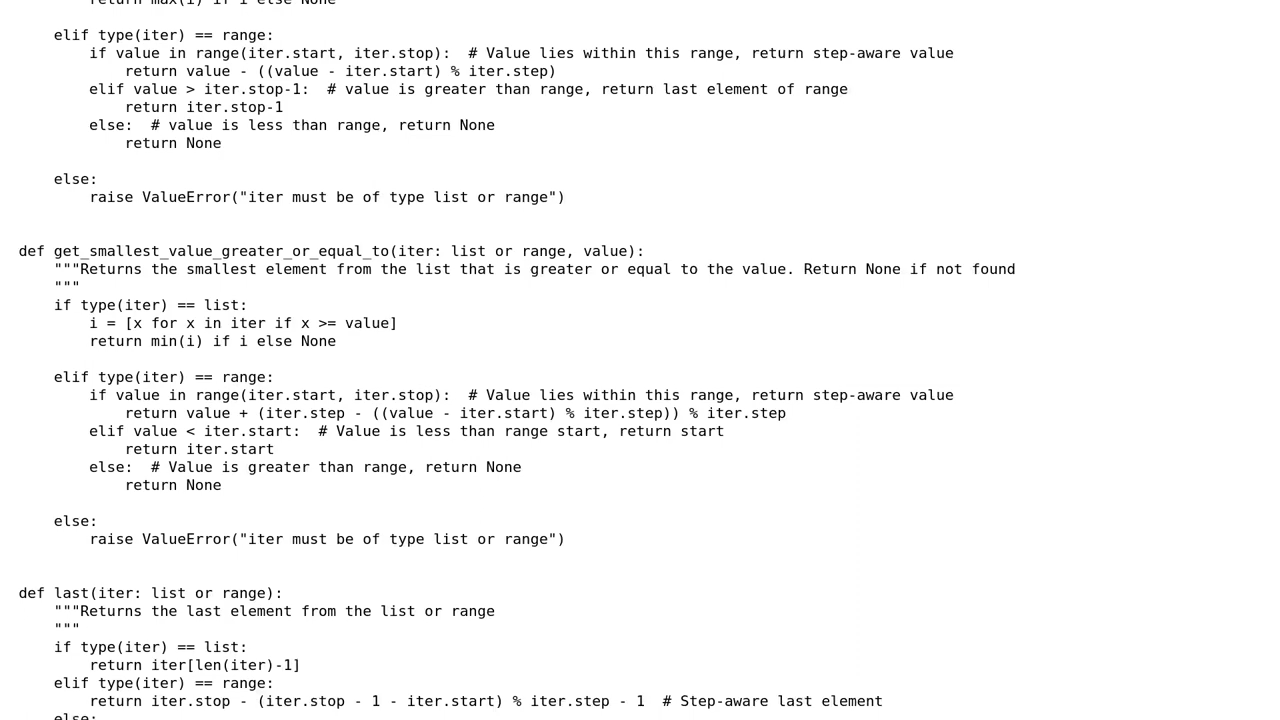 return max(i) if i else None
elif type(iter) == range:
if value in range(iter.start, iter.stop):  # Value lies within this range, return step-aware value
return value - ((value - iter.start) % iter.step)
elif value > iter.stop-1:  # value is greater than range, return last element of range
return iter.stop-1
else:  # value is less than range, return None
return None
else:
raise ValueError("iter must be of type list or range")
def get_smallest_value_greater_or_equal_to(iter: list or range, value):
"""Returns the smallest element from the list that is greater or equal to the value. Return None if not found
"""
if type(iter) == list:
i = [x for x in iter if x >= value]
return min(i) if i else None
elif type(iter) == range:
if value in range(iter.start, iter.stop):  # Value lies within this range, return step-aware value
return value + (iter.step - ((value - iter.start) % iter.step)) % iter.step
elif value < iter.start:  # Value is less than range start, return start
return iter.start
else:  # Value is greater than range, return None
return None
else:
raise ValueError("iter must be of type list or range")
def last(iter: list or range):
"""Returns the last element from the list or range
"""
if type(iter) == list:
return iter[len(iter)-1]
elif type(iter) == range:
return iter.stop - (iter.stop - 1 - iter.start) % iter.step - 1  # Step-aware last element
else: